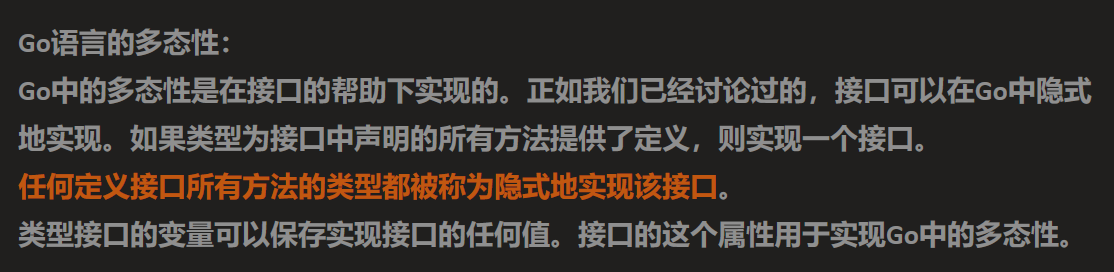 Go语言的多态性：
Go中的多态性是在接口的帮助下实现的。正如我们已经讨论过的，接口可以在Go中隐式
地实现。如果类型为接口中声明的所有方法提供了定义，则实现一个接口。
任何定义接口所有方法的类型都被称为隐式地实现该接口。
类型接口的变量可以保存实现接口的任何值。接口的这个属性用于实现Go中的多态性。